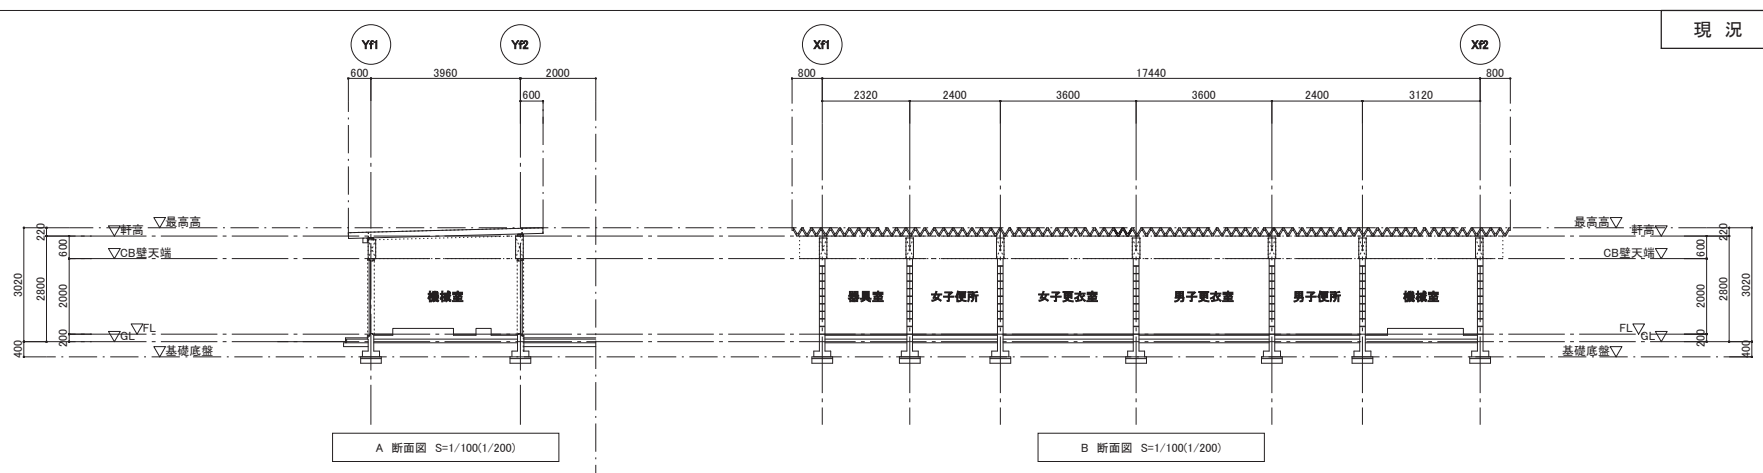 現 況
Yf1 Yf2 Xf1 Xf2
600 3960 2000 800 17440 800
600 2320 2400 3600 3600 2400 3120
▽最高高
▽軒高
▽CB壁天端
▽FL
▽GL
▽基礎底盤
220
600
2000
200
2800
3020
400
機械室
器具室 女子便所 女子更衣室 男子更衣室 男子便所 機械室
最高高▽
軒高▽
CB壁天端▽
FL▽
GL▽
基礎底盤▽
220
600
2000
200
2800
3020
400
A 断面図 S=1/100(1/200)
B 断面図 S=1/100(1/200)